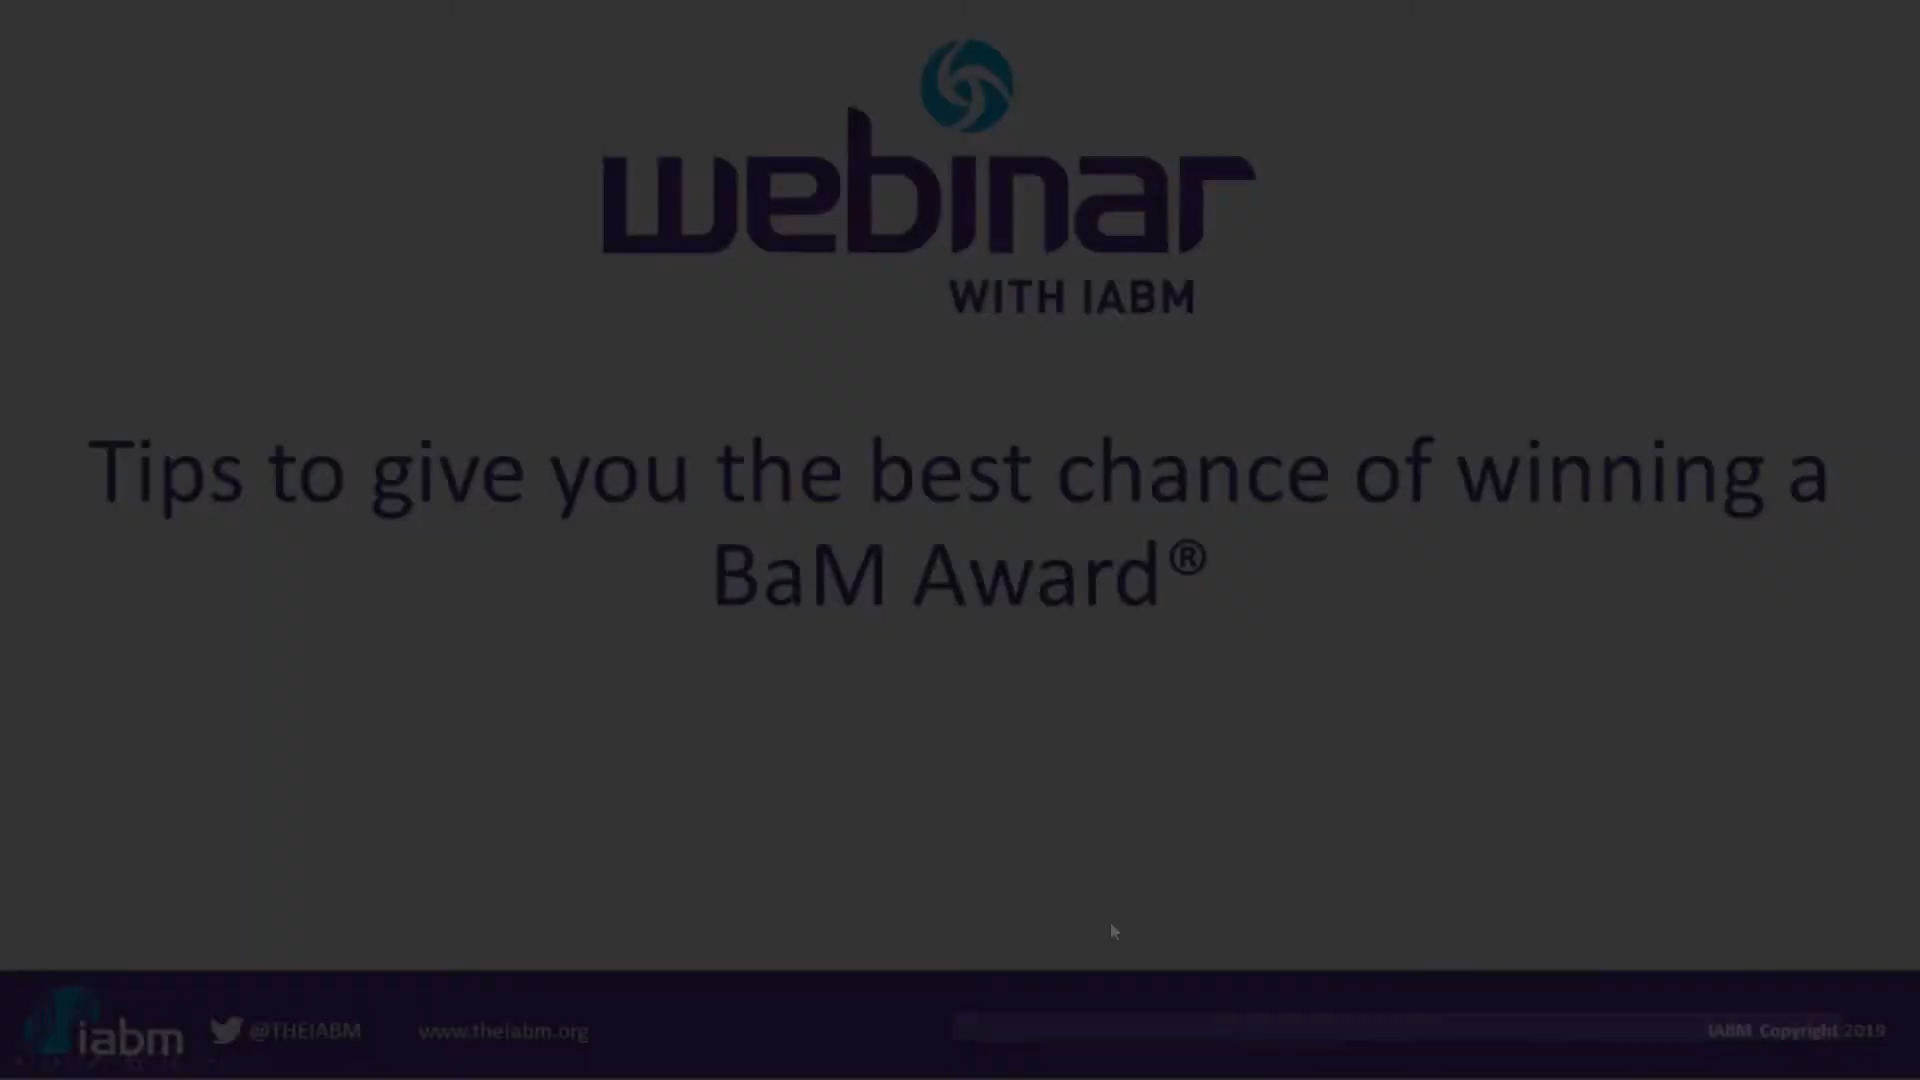 webinar
WITH IABM
Tips to give you the best chance of winning a
BaM Award®
iabm @THEIABM www.theiabm.org IABM Copyright 2019